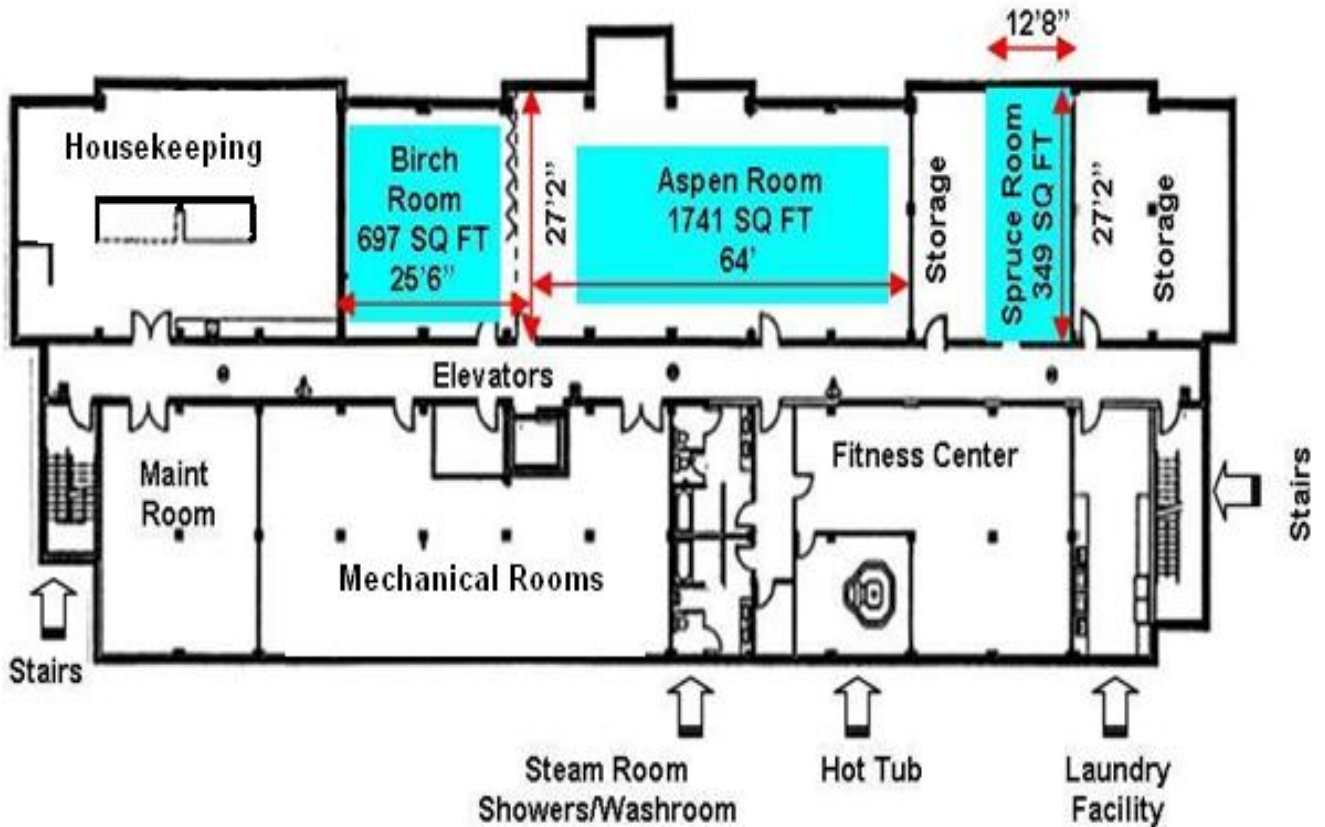 12'8”
Housekeeping
Birch
Room
697 SQ FT
25'6”
27'2”
Aspen Room
1741 SQ FT
64'
Storage
Spruce Room
349 SQ FT
27'2”
Storage
Elevators
Maint
Room
Mechanical Rooms
Fitness Center
Stairs
Stairs
Steam Room
Showers/Washroom
Hot Tub
Laundry
Facility